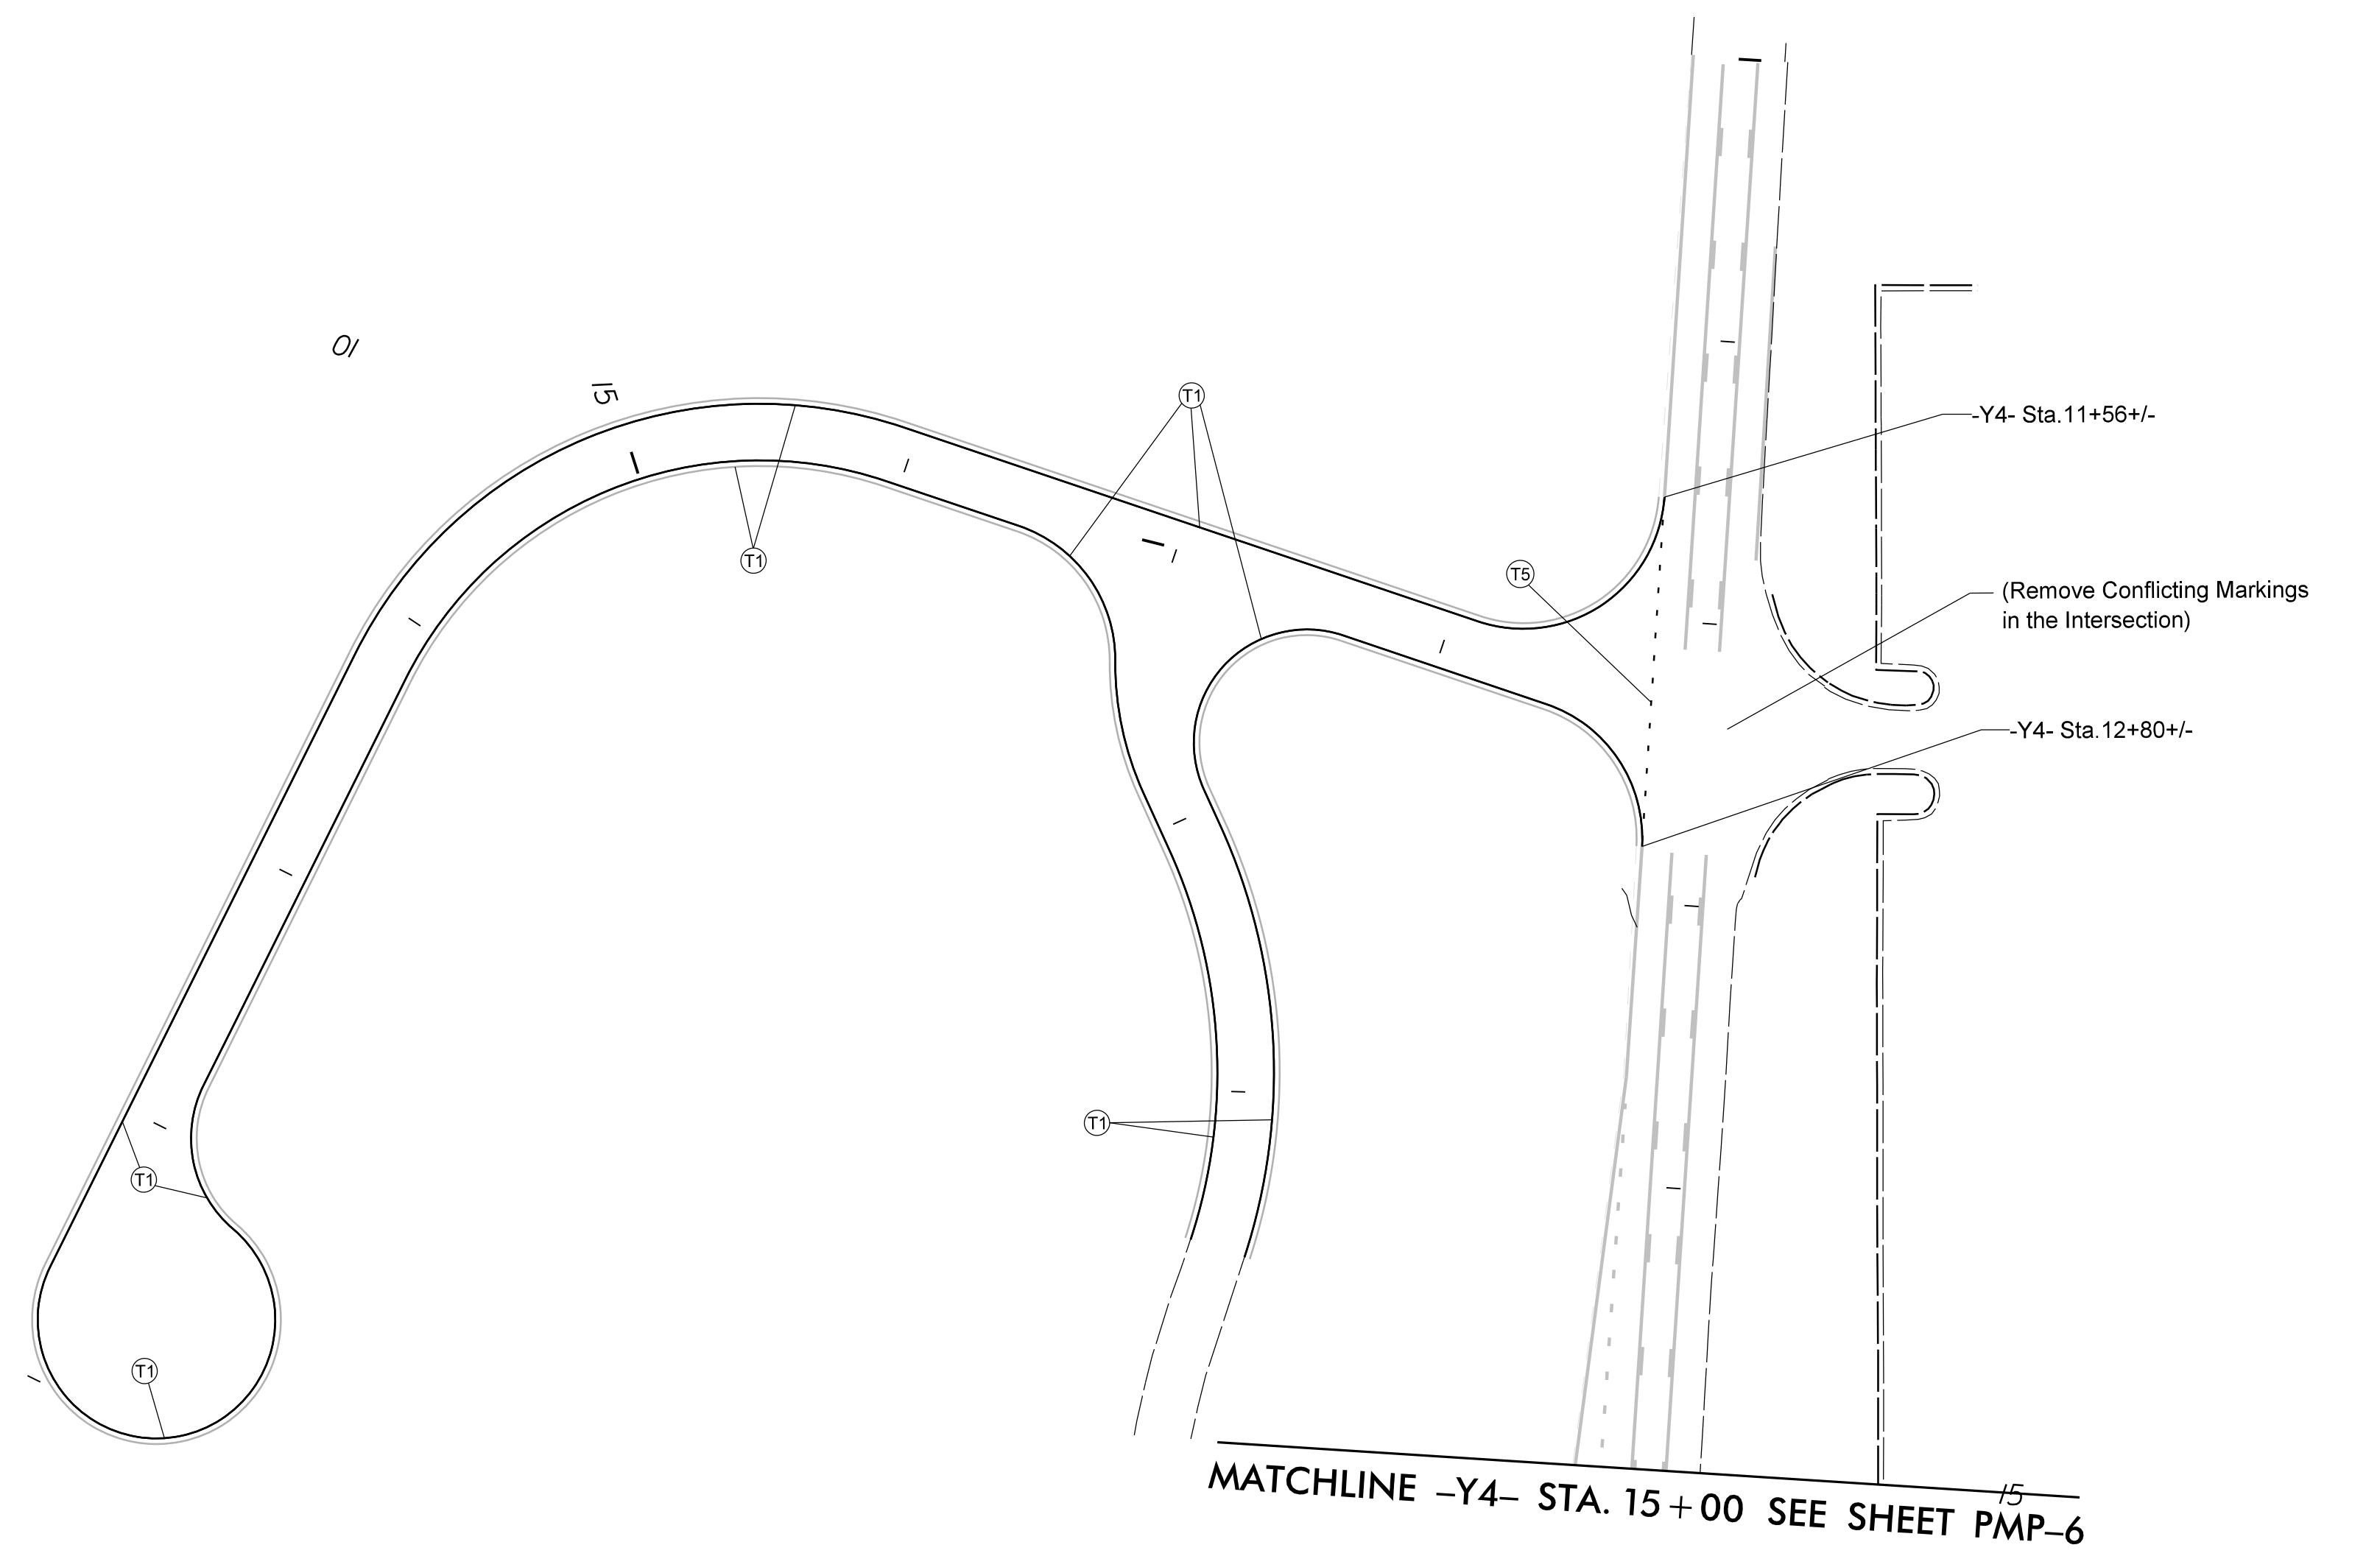 10
15
T1
-Y4- Sta.11+56+/-
T1
T5
(Remove Conflicting Markings
in the Intersection)
-Y4- Sta.12+80+/-
T1
T1
T1
MATCHLINE –Y4– STA. 15+00 SEE SHEET PMP–6
15